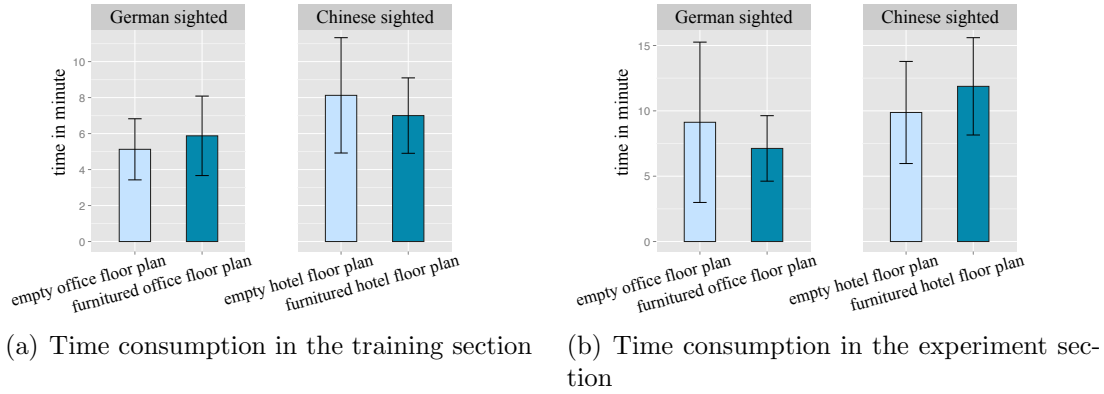 German sighted
Chinese sighted
time in minute
10
8
6
4
2
0
empty office floor plan
furnitured office floor plan
empty hotel floor plan
furnitured hotel floor plan
(a) Time consumption in the training section
German sighted
Chinese sighted
time in minute
15
10
5
0
empty office floor plan
furnitured office floor plan
empty hotel floor plan
furnitured hotel floor plan
(b) Time consumption in the experiment sec-
tion